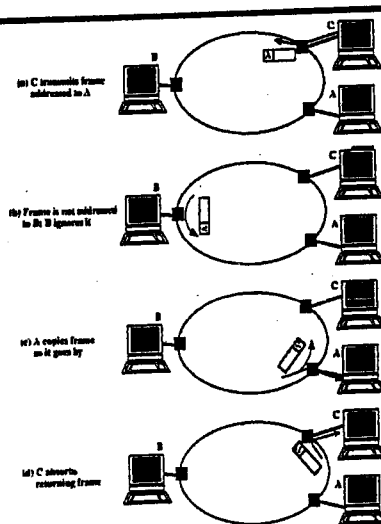 C
A
B
(a) C transmits frame
addressed to A
A
C
B
(b) Frame is not addressed
to B; B ignores it
A
A
C
B
(c) A copies frame
as it goes by
A
C
B
(d) C absorbs
returning frame
A